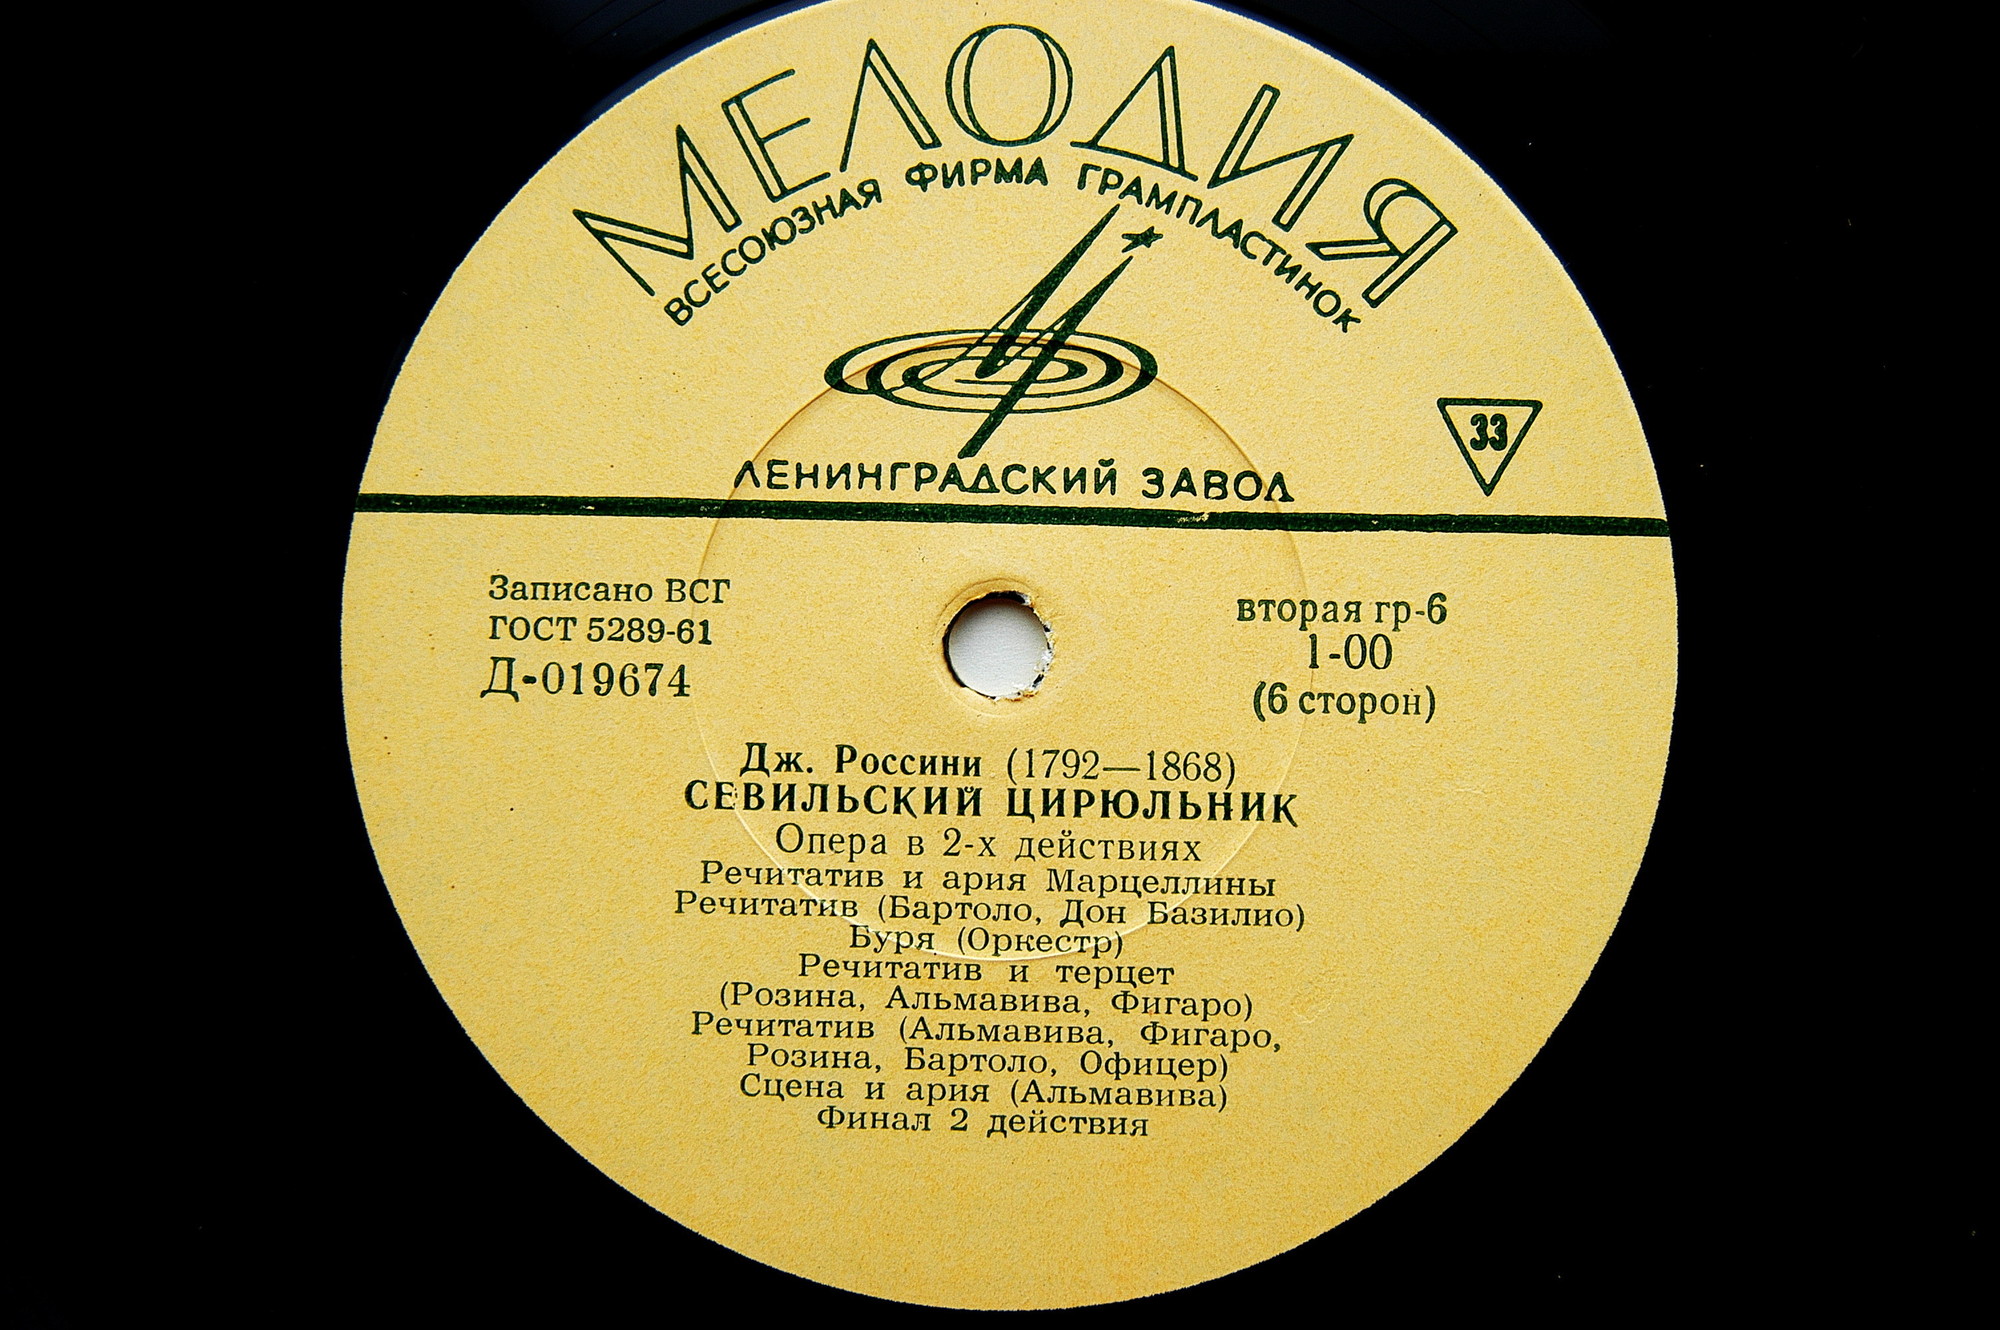 МЕЛОДИЯ
ВСЕСОЮЗНАЯ ФИРМА ГРАМПЛАСТИНОК
33
ЛЕНИНГРАДСКИЙ ЗАВОД
Записано ВСГ
ГОСТ 5289-61
Д-019674
вторая гр-6
1-00
(6 сторон)
Дж. Россини (1792—1868)
СЕВИЛЬСКИЙ ЦИРЮЛЬНИК
Опера в 2-х действиях
Речитатив и ария Марцеллины
Речитатив (Бартоло, Дон Базилио)
Буря (Оркестр)
Речитатив и терцет
(Розина, Альмавива, Фигаро)
Речитатив (Альмавива, Фигаро,
Розина, Бартоло, Офицер)
Сцена и ария (Альмавива)
Финал 2 действия